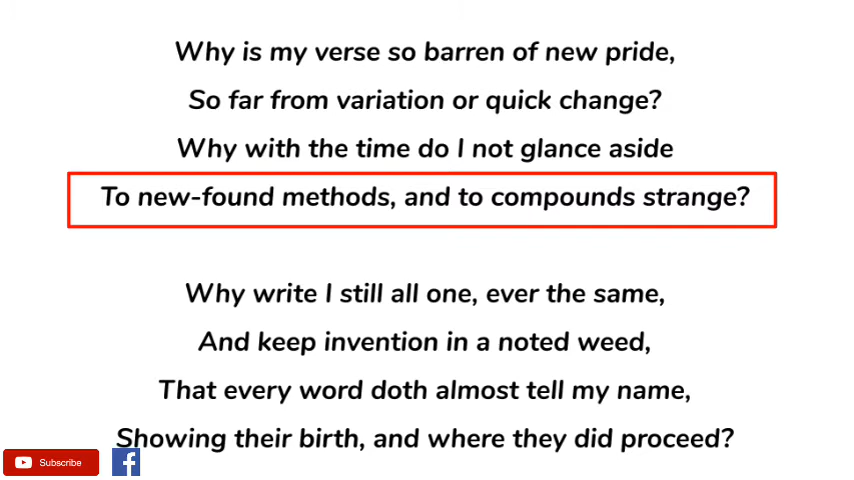 Why is my verse so barren of new pride,
So far from variation or quick change?
Why with the time do I not glance aside
To new-found methods, and to compounds strange?
Why write I still all one, ever the same,
And keep invention in a noted weed,
That every word doth almost tell my name,
Showing their birth, and where they did proceed?
Subscribe